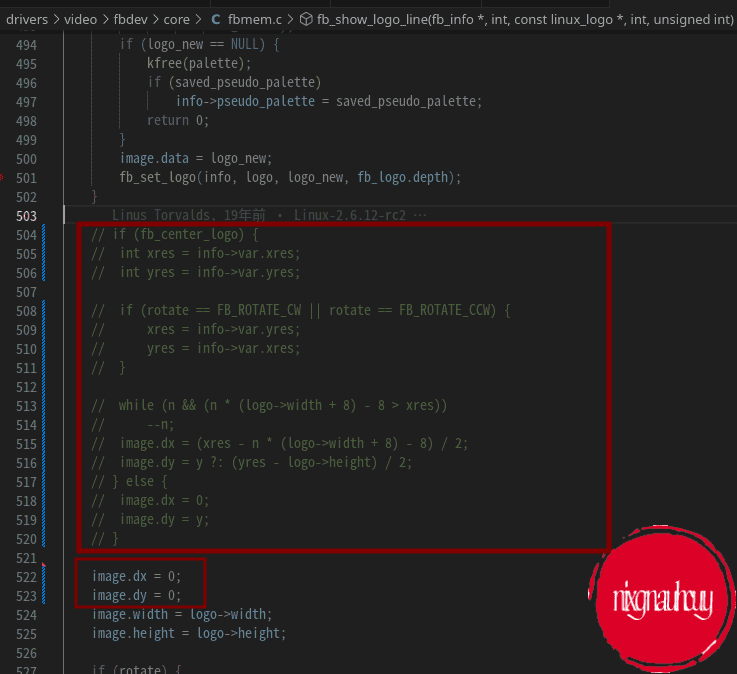 drivers > video > fbdev > core > C fbmem.c > fb_show_logo_line(fb_info *, int, const linux_logo *, int, unsigned int)
494 if (logo_new == NULL) {
495 kfree(palette);
496 if (saved_pseudo_palette)
497 info->pseudo_palette = saved_pseudo_palette;
498 return 0;
499 }
500 image.data = logo_new;
501 fb_set_logo(info, logo, logo_new, fb_logo.depth);
502 }
503 Linus Torvalds, 19年前 • Linux-2.6.12-rc2 …
504 // if (fb_center_logo) {
505 // int xres = info->var.xres;
506 // int yres = info->var.yres;
507
508 // if (rotate == FB_ROTATE_CW || rotate == FB_ROTATE_CCW) {
509 // xres = info->var.yres;
510 // yres = info->var.xres;
511 // }
512
513 // while (n && (n * (logo->width + 8) - 8 > xres))
514 // --n;
515 // image.dx = (xres - n * (logo->width + 8) - 8) / 2;
516 // image.dy = y ?: (yres - logo->height) / 2;
517 // } else {
518 // image.dx = 0;
519 // image.dy = y;
520 // }
521
522 image.dx = 0;
523 image.dy = 0;
524 image.width = logo->width;
525 image.height = logo->height;
526
527 if (rotate) {